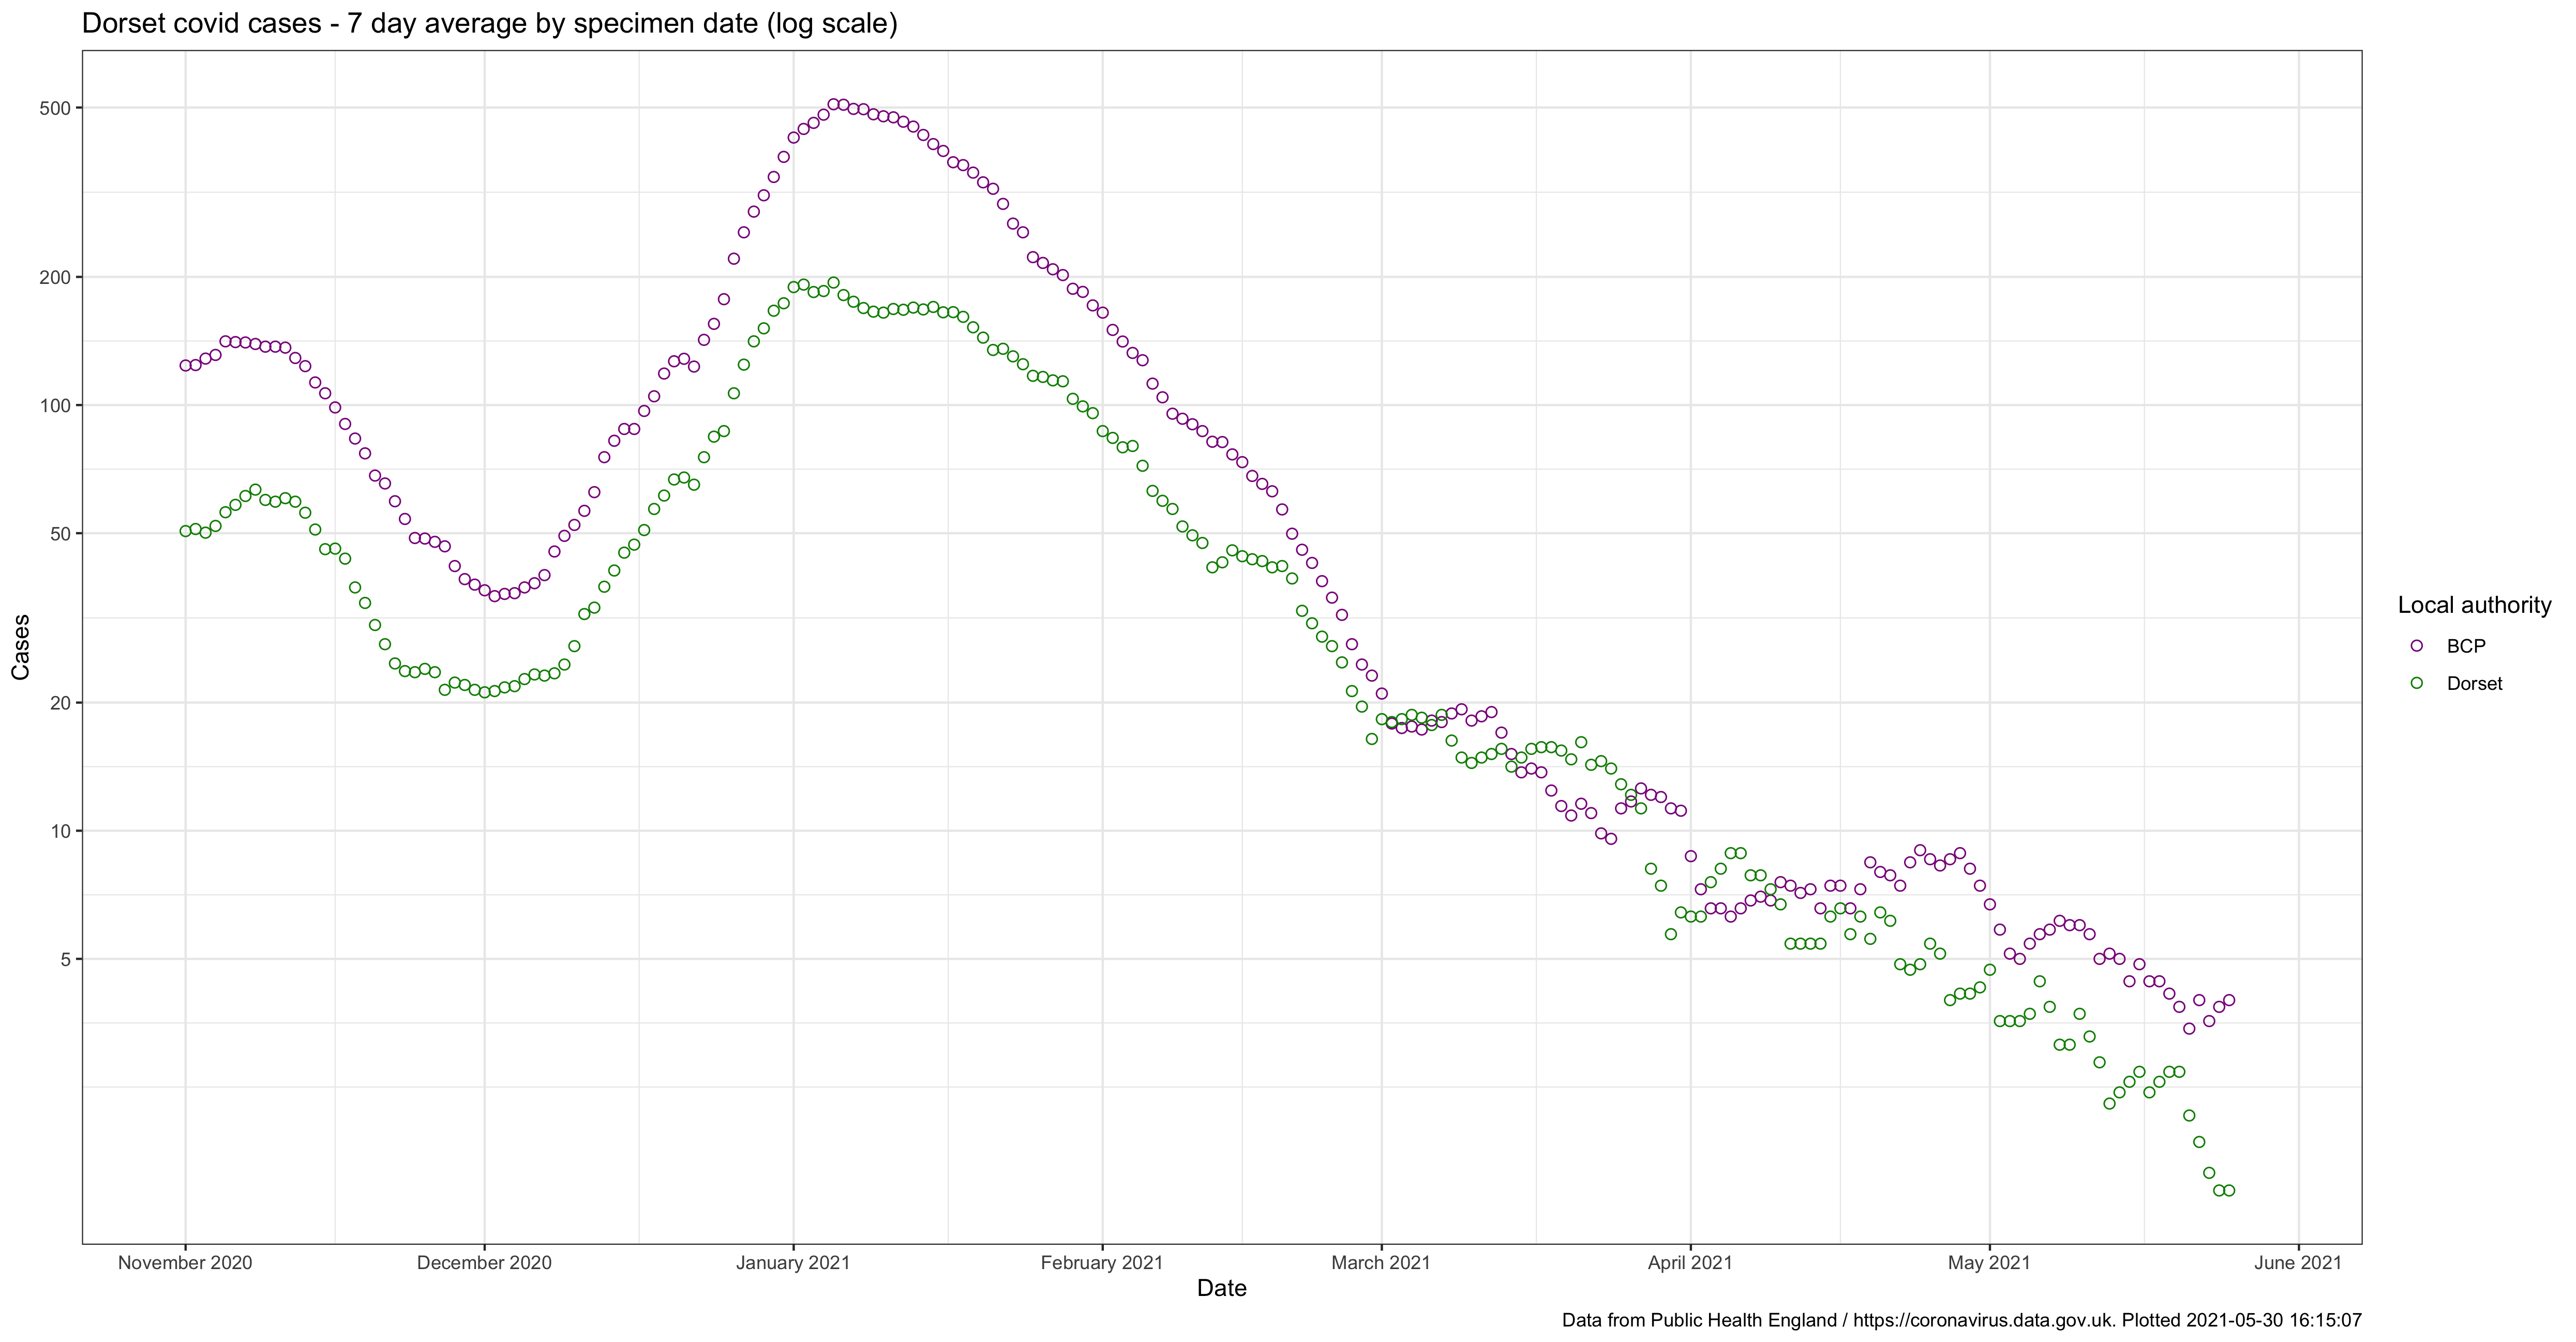 Dorset covid cases - 7 day average by specimen date (log scale)
500
200
100
50
20
10
5
Cases
November 2020
December 2020
January 2021
February 2021
March 2021
April 2021
May 2021
June 2021
Date
Local authority
BCP
Dorset
Data from Public Health England / https://coronavirus.data.gov.uk. Plotted 2021-05-30 16:15:07